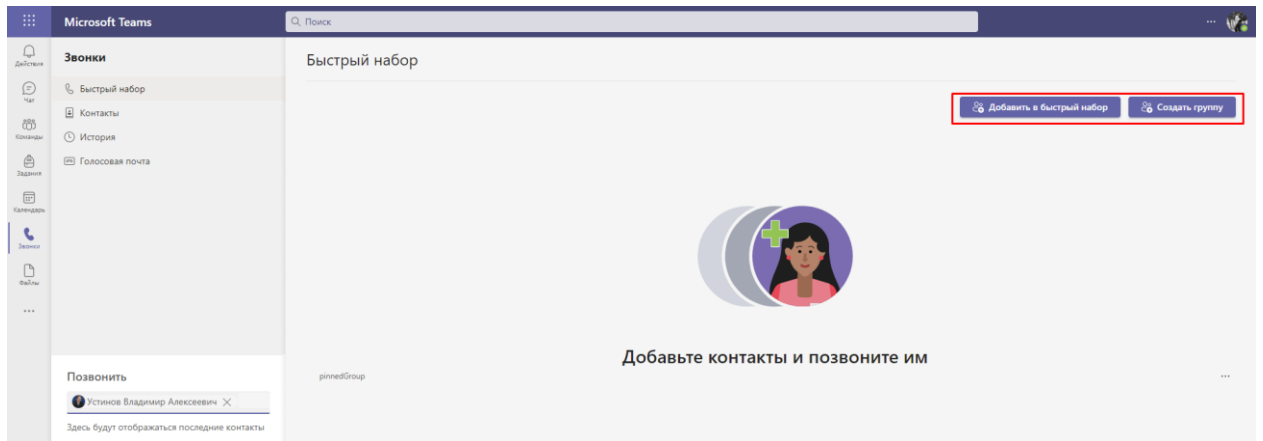 Microsoft Teams
Поиск
Действия
Чат
Команды
Задания
Календарь
Звонки
Файлы
Звонки
Быстрый набор
Контакты
История
Голосовая почта
Позвонить
Устинов Владимир Алексеевич
Здесь будут отображаться последние контакты
Быстрый набор
Добавить в быстрый набор
Создать группу
Добавьте контакты и позвоните им
pinnedGroup